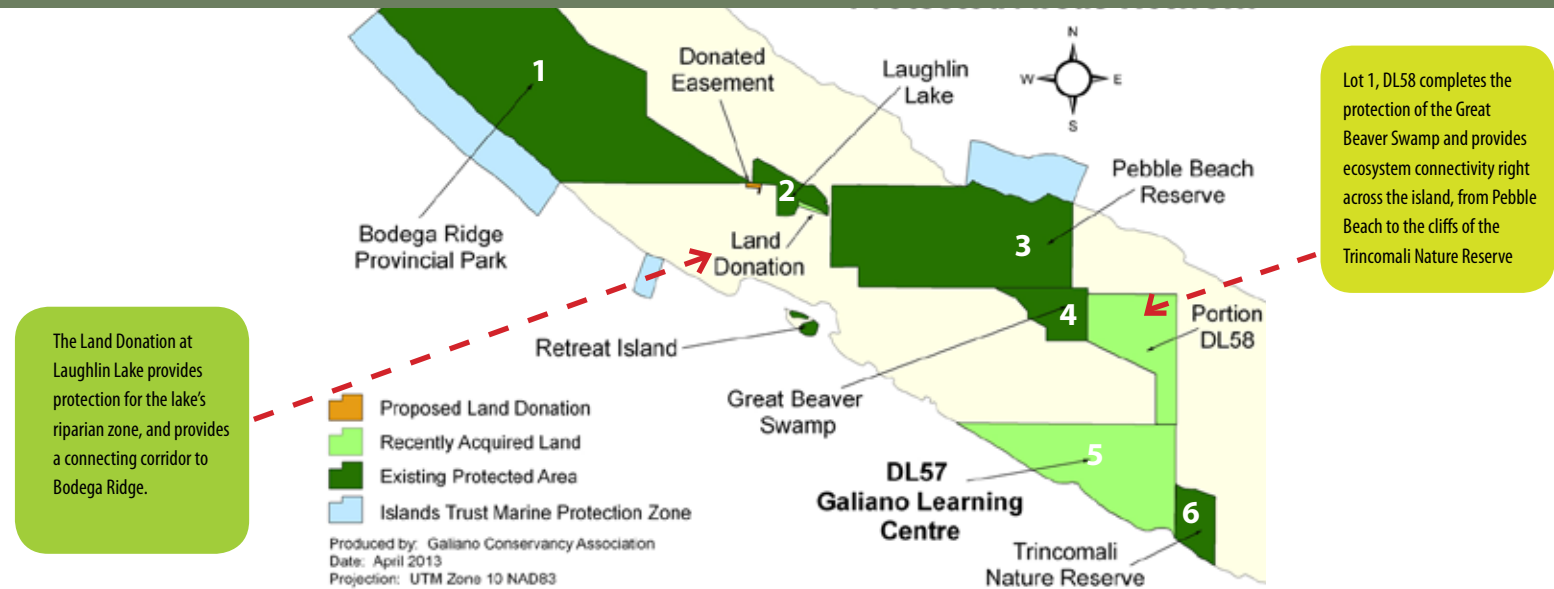 N
W
E
S
1
Donated
Easement
Laughlin
Lake
2
Pebble Beach
Reserve
3
Bodega Ridge
Provincial Park
Land
Donation
4
Portion
DL58
Retreat Island
Great Beaver
Swamp
5
DL57
Galiano Learning
Centre
6
Trincomali
Nature Reserve
Lot 1, DL58 completes the
protection of the Great
Beaver Swamp and provides
ecosystem connectivity right
across the island, from Pebble
Beach to the cliffs of the
Trincomali Nature Reserve
The Land Donation at
Laughlin Lake provides
protection for the lake’s
riparian zone, and provides
a connecting corridor to
Bodega Ridge.
Proposed Land Donation
Recently Acquired Land
Existing Protected Area
Islands Trust Marine Protection Zone
Produced by: Galiano Conservancy Association
Date: April 2013
Projection: UTM Zone 10 NAD83